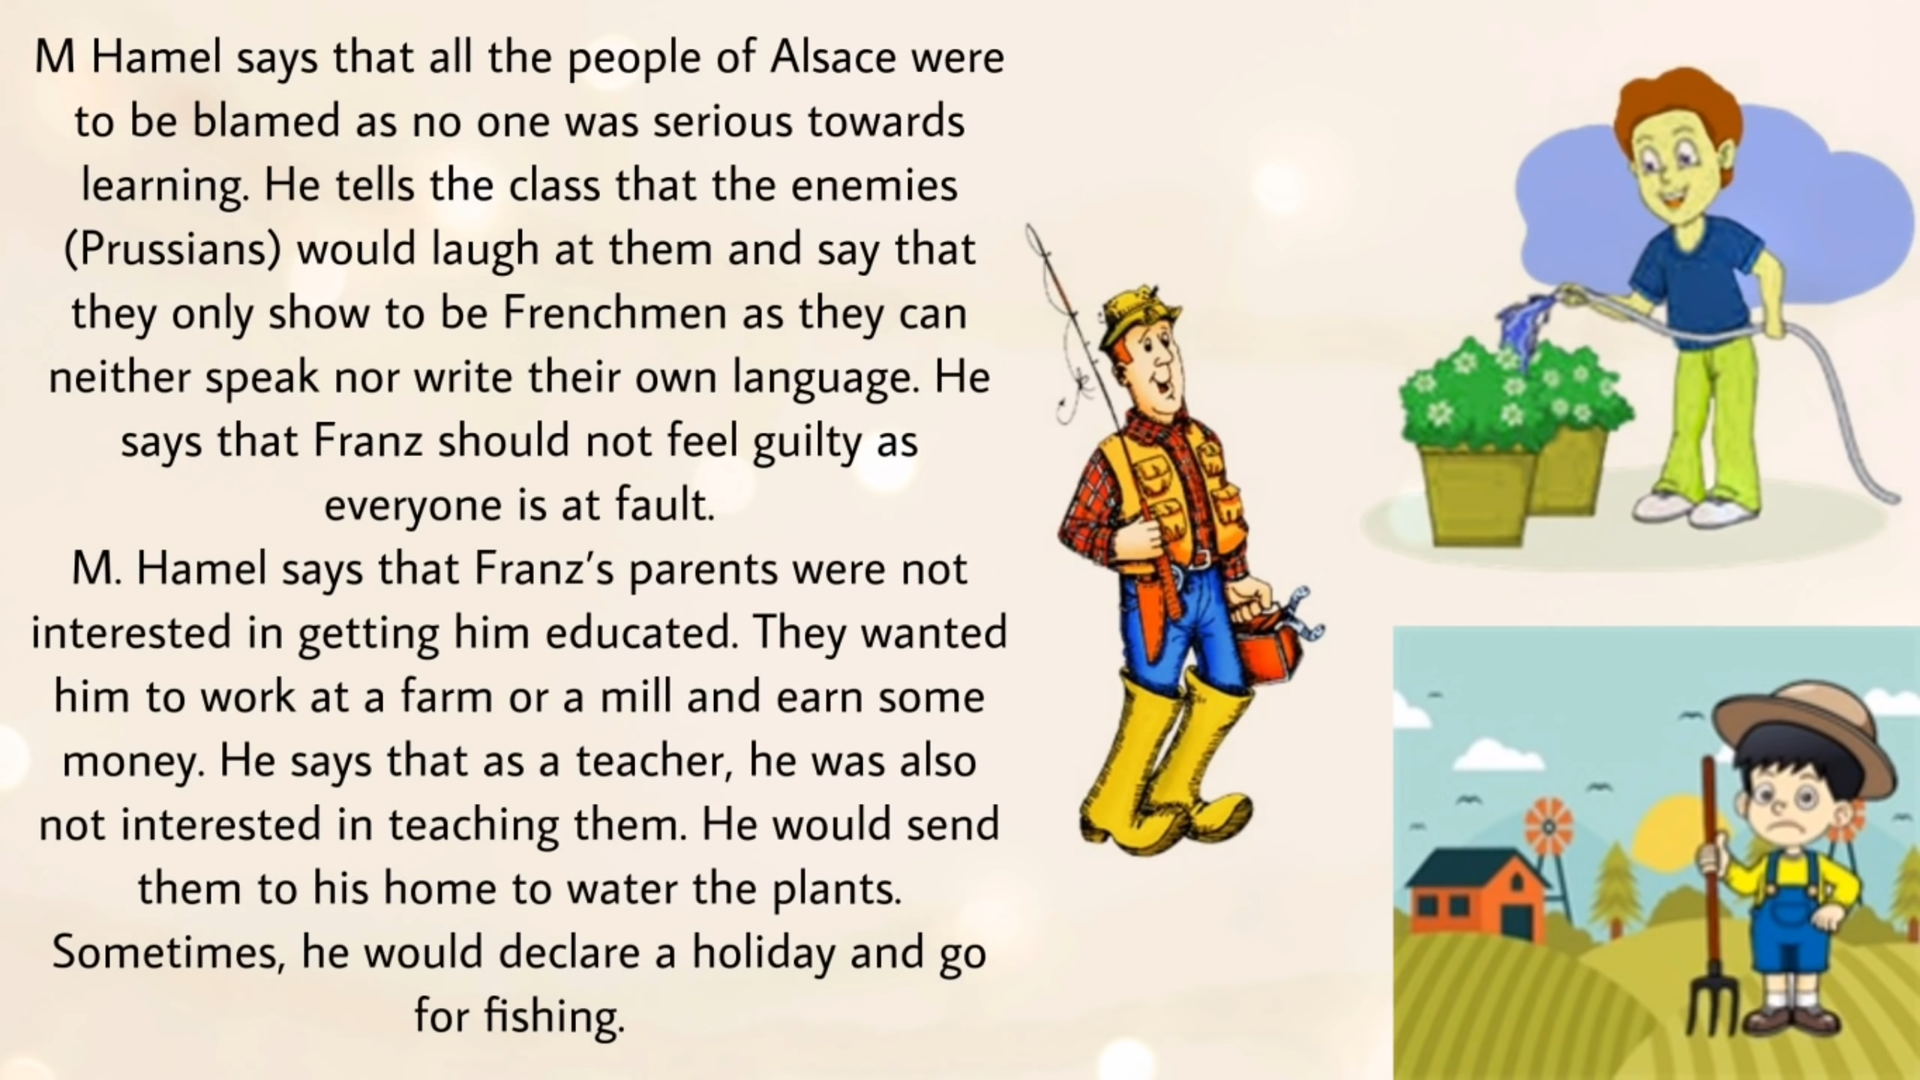 M Hamel says that all the people of Alsace were
to be blamed as no one was serious towards
learning. He tells the class that the enemies
(Prussians) would laugh at them and say that
they only show to be Frenchmen as they can
neither speak nor write their own language. He
says that Franz should not feel guilty as
everyone is at fault.
M. Hamel says that Franz’s parents were not
interested in getting him educated. They wanted
him to work at a farm or a mill and earn some
money. He says that as a teacher, he was also
not interested in teaching them. He would send
them to his home to water the plants.
Sometimes, he would declare a holiday and go
for fishing.